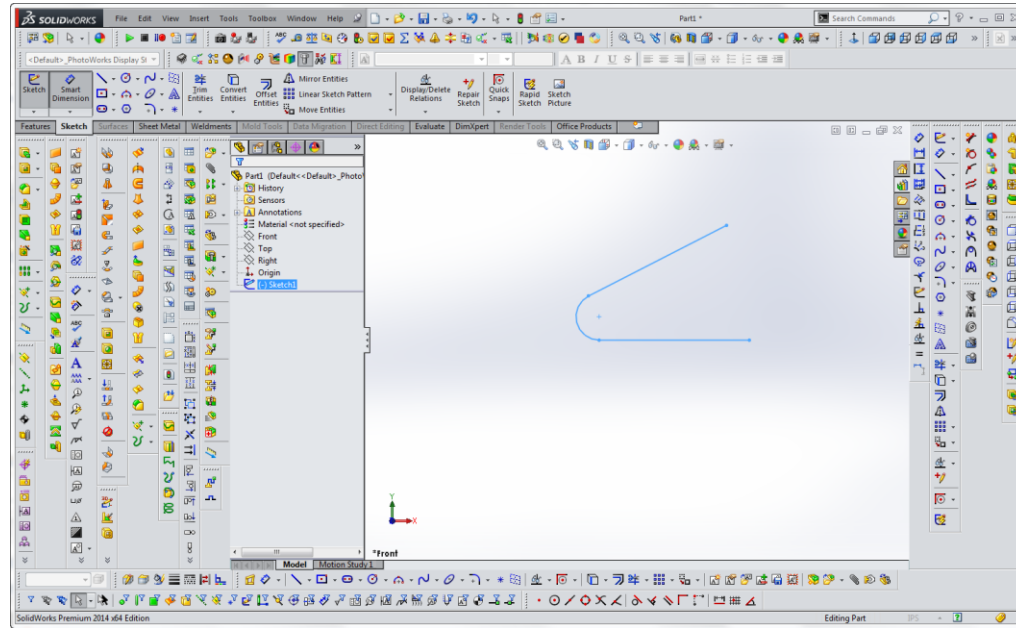 SOLIDWORKS File Edit View Insert Tools Toolbox Window Help Part1 * Search Commands
<Default>_PhotoWorks Display St
A B I U S
Sketch Smart Dimension Trim Entities Convert Entities Offset Entities Mirror Entities Linear Sketch Pattern Move Entities Display/Delete Relations Repair Sketch Quick Snaps Rapid Sketch Sketch Picture
Features Sketch Surfaces Sheet Metal Weldments Mold Tools Data Migration Direct Editing Evaluate DimXpert Render Tools Office Products
Part1 (Default<<Default>_Photo
History
Sensors
Annotations
Material <not specified>
Front
Top
Right
Origin
(-) Sketch1
Y
X
*Front
Model Motion Study 1
SolidWorks Premium 2014 x64 Edition Editing Part IPS